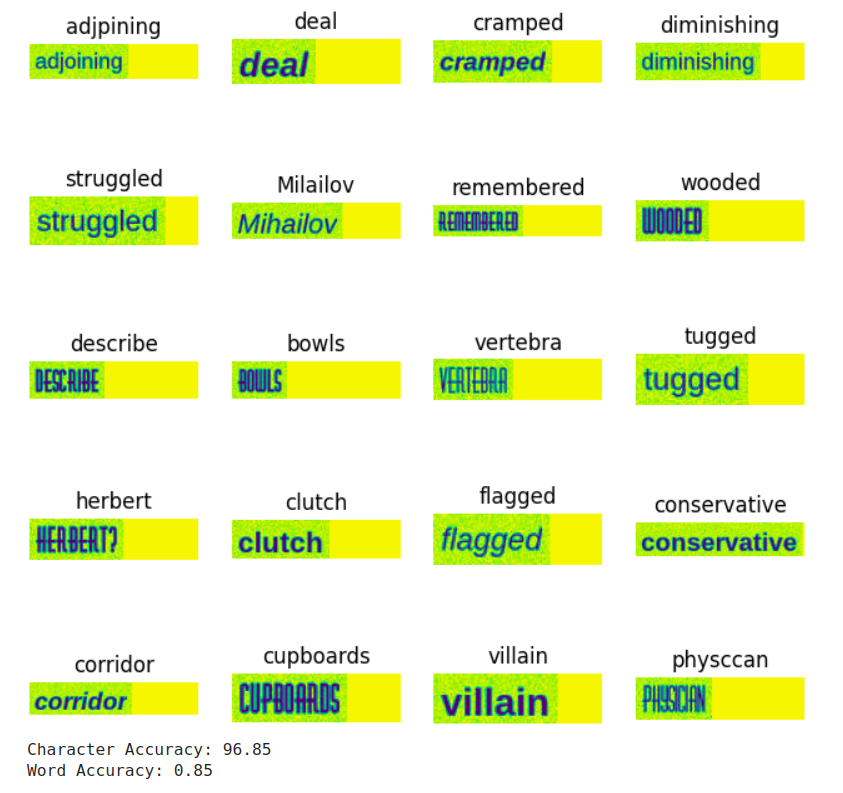 adjpining deal cramped diminishing
adjoining deal cramped diminishing
struggled Milailov remembered wooded
struggled Mihailov REMEMBERED WOODED
describe bowls vertebra tugged
DESCRIBE BOWLS VERTEBRA tugged
herbert clutch flagged conservative
HERBERT? clutch flagged conservative
corridor cupboards villain physccan
corridor CUPBOARDS villain PHYSICIAN
Character Accuracy: 96.85
Word Accuracy: 0.85